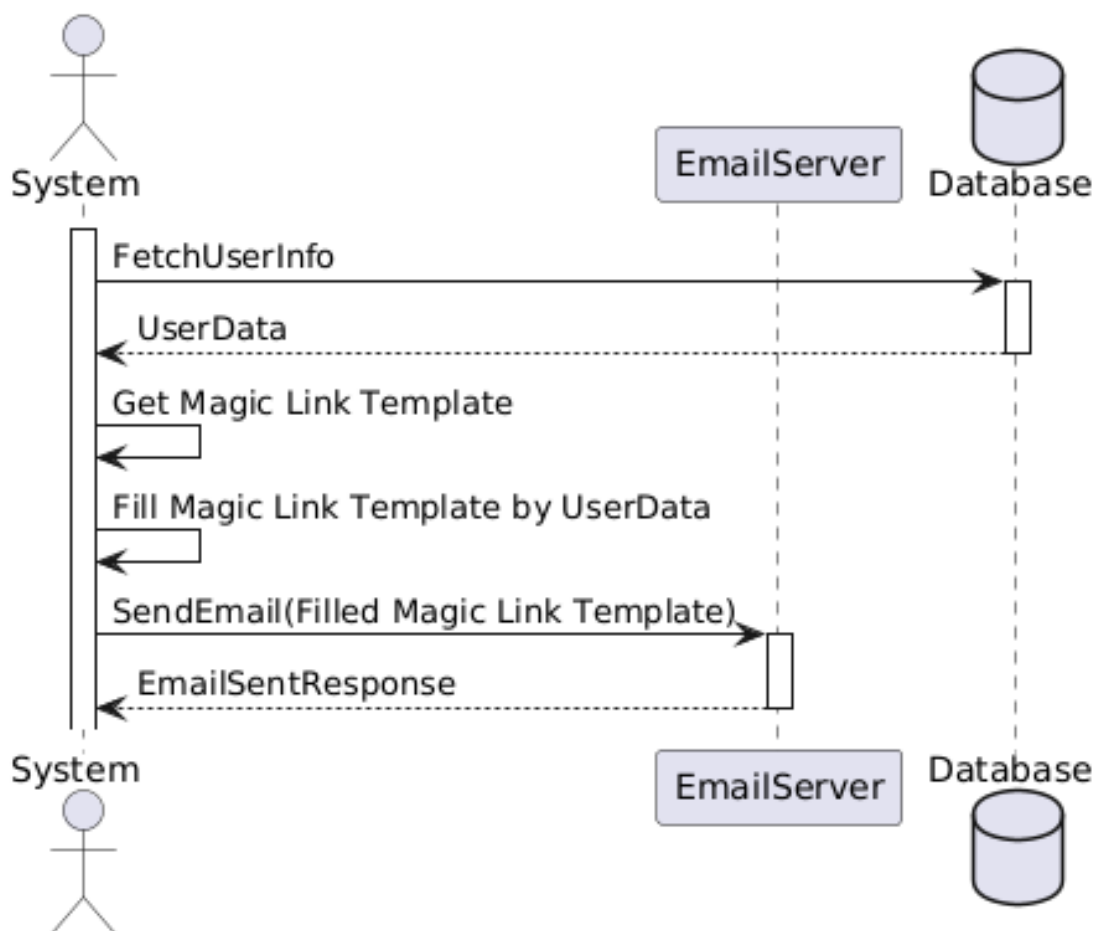 System
EmailServer
Database
FetchUserInfo
UserData
Get Magic Link Template
Fill Magic Link Template by UserData
SendEmail(Filled Magic Link Template)
EmailSentResponse
System
EmailServer
Database